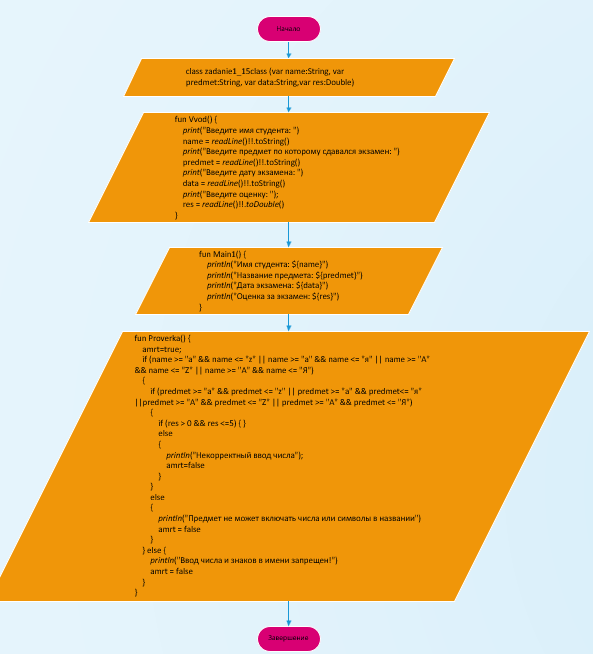 Начало
class zadanie1_15class (var name:String, var
predmet:String, var data:String,var res:Double)
fun Vvod() {
print("Введите имя студента: ")
name = readLine()!!.toString()
print("Введите предмет по которому сдавался экзамен: ")
predmet = readLine()!!.toString()
print("Введите дату экзамена: ")
data = readLine()!!.toString()
print("Введите оценку: ");
res = readLine()!!.toDouble()
}
fun Main1() {
println("Имя студента: ${name}")
println("Название предмета: ${predmet}")
println("Дата экзамена: ${data}")
println("Оценка за экзамен: ${res}")
}
fun Proverka() {
amrt=true;
if (name >= "a" && name <= "z" || name >= "а" && name <= "я" || name >= "A"
&& name <= "Z" || name >= "А" && name <= "Я")
{
if (predmet >= "a" && predmet <= "z" || predmet >= "а" && predmet<= "я"
||predmet >= "A" && predmet <= "Z" || predmet >= "А" && predmet <= "Я")
{
if (res > 0 && res <=5) { }
else
{
println("Некорректный ввод числа");
amrt=false
}
}
else
{
println("Предмет не может включать числа или символы в названии")
amrt = false
}
} else {
println("Ввод числа и знаков в имени запрещен!")
amrt = false
}
}
Завершение